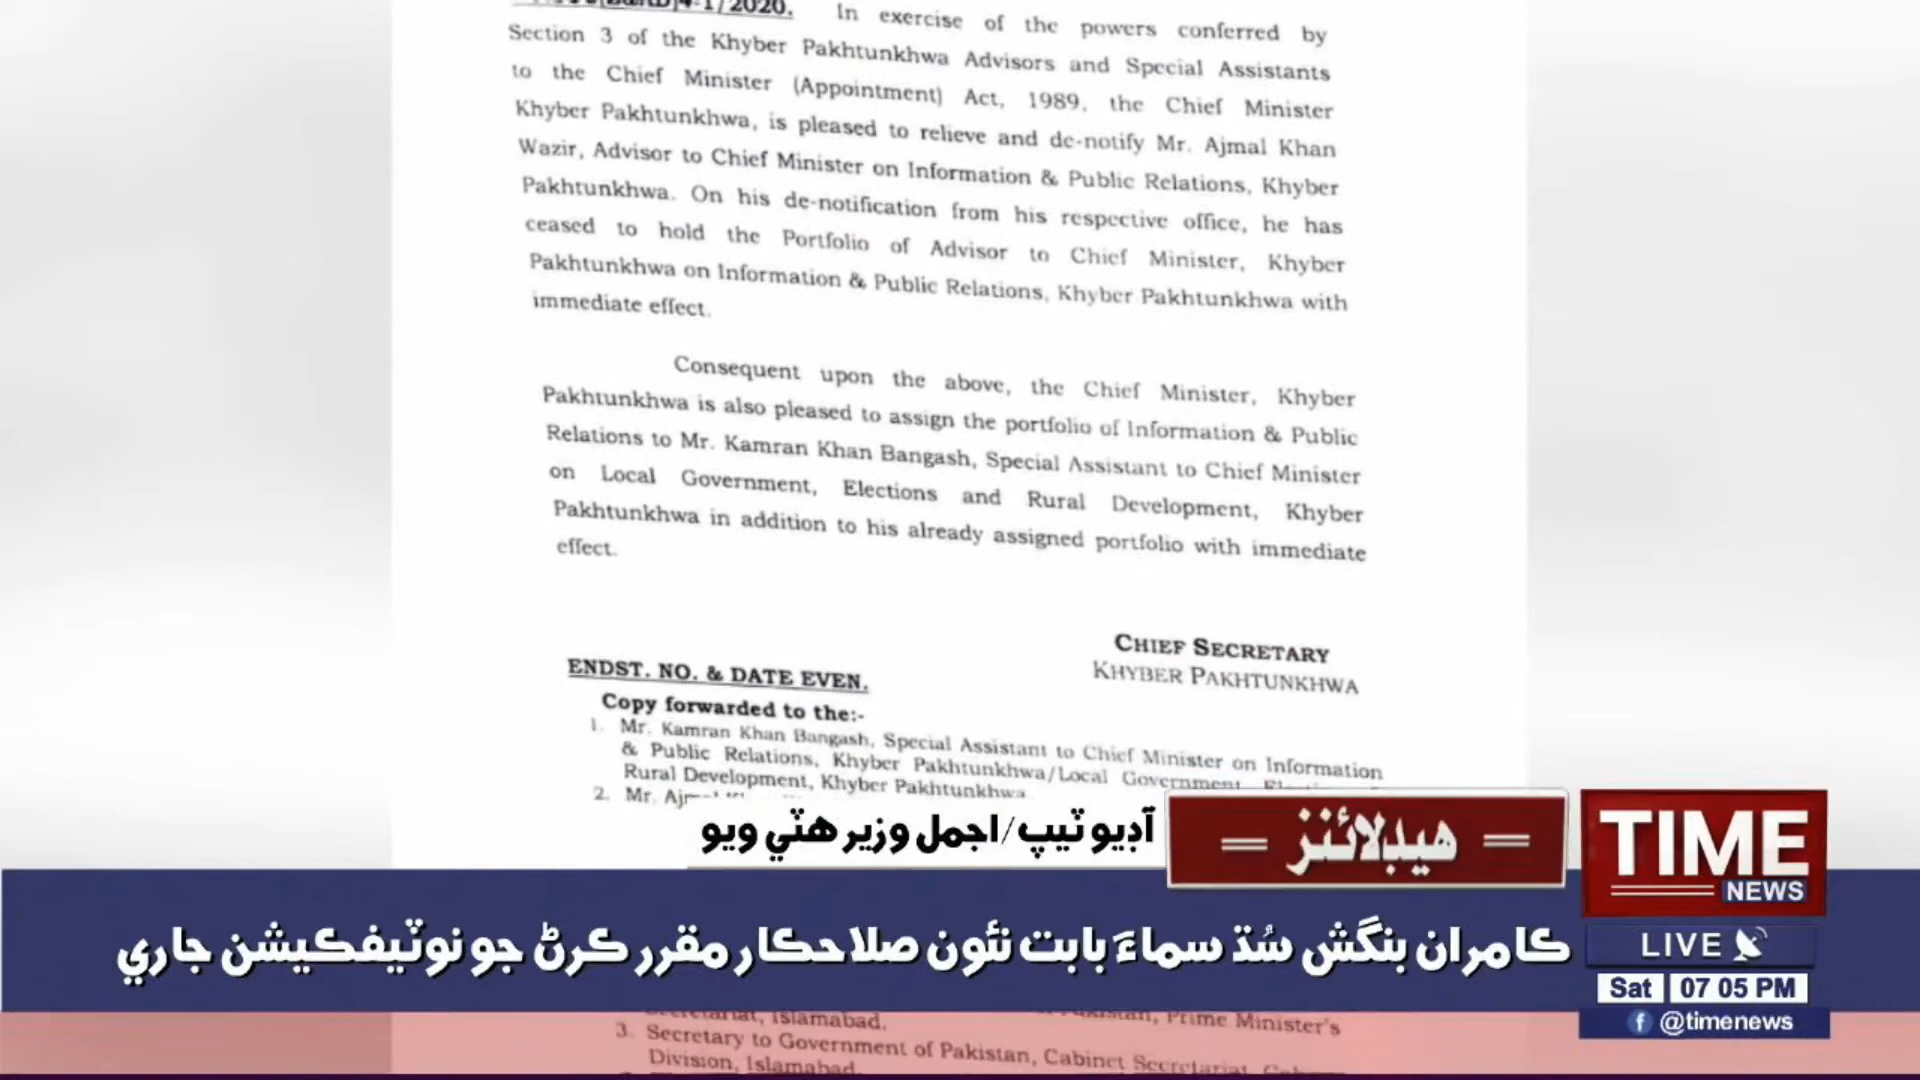 4-1/2020. In exercise of the powers conferred by
Section 3 of the Khyber Pakhtunkhwa Advisors and Special Assistants
to the Chief Minister (Appointment) Act, 1989, the Chief Minister
Khyber Pakhtunkhwa, is pleased to relieve and de-notify Mr. Ajmal Khan
Wazir, Advisor to Chief Minister on Information & Public Relations, Khyber
Pakhtunkhwa. On his de-notification from his respective office, he has
ceased to hold the Portfolio of Advisor to Chief Minister, Khyber
Pakhtunkhwa on Information & Public Relations, Khyber Pakhtunkhwa with
immediate effect.
Consequent upon the above, the Chief Minister, Khyber
Pakhtunkhwa is also pleased to assign the portfolio of Information & Public
Relations to Mr. Kamran Khan Bangash, Special Assistant to Chief Minister
on Local Government, Elections and Rural Development, Khyber
Pakhtunkhwa in addition to his already assigned portfolio with immediate
effect.
CHIEF SECRETARY
KHYBER PAKHTUNKHWA
ENDST. NO. & DATE EVEN.
Copy forwarded to the:-
1. Mr. Kamran Khan Bangash, Special Assistant to Chief Minister on Information
& Public Relations, Khyber Pakhtunkhwa/Local Government,
Rural Development, Khyber Pakhtunkhwa
2. Mr.
آڊيو ٽيپ/اجمل وزير هٽي ويو
هيڊلائنز
TIME
NEWS
ڪامران بنگش سُڌ سماءَ بابت نئون صلاحڪار مقرر ڪرڻ جو نوٽيفڪيشن جاري
LIVE
Sat 07 05 PM
@timenews
Islamabad. Prime Minister's
3. Secretary to Government of Pakistan, Cabinet Secretariat,
Division, Islamabad.